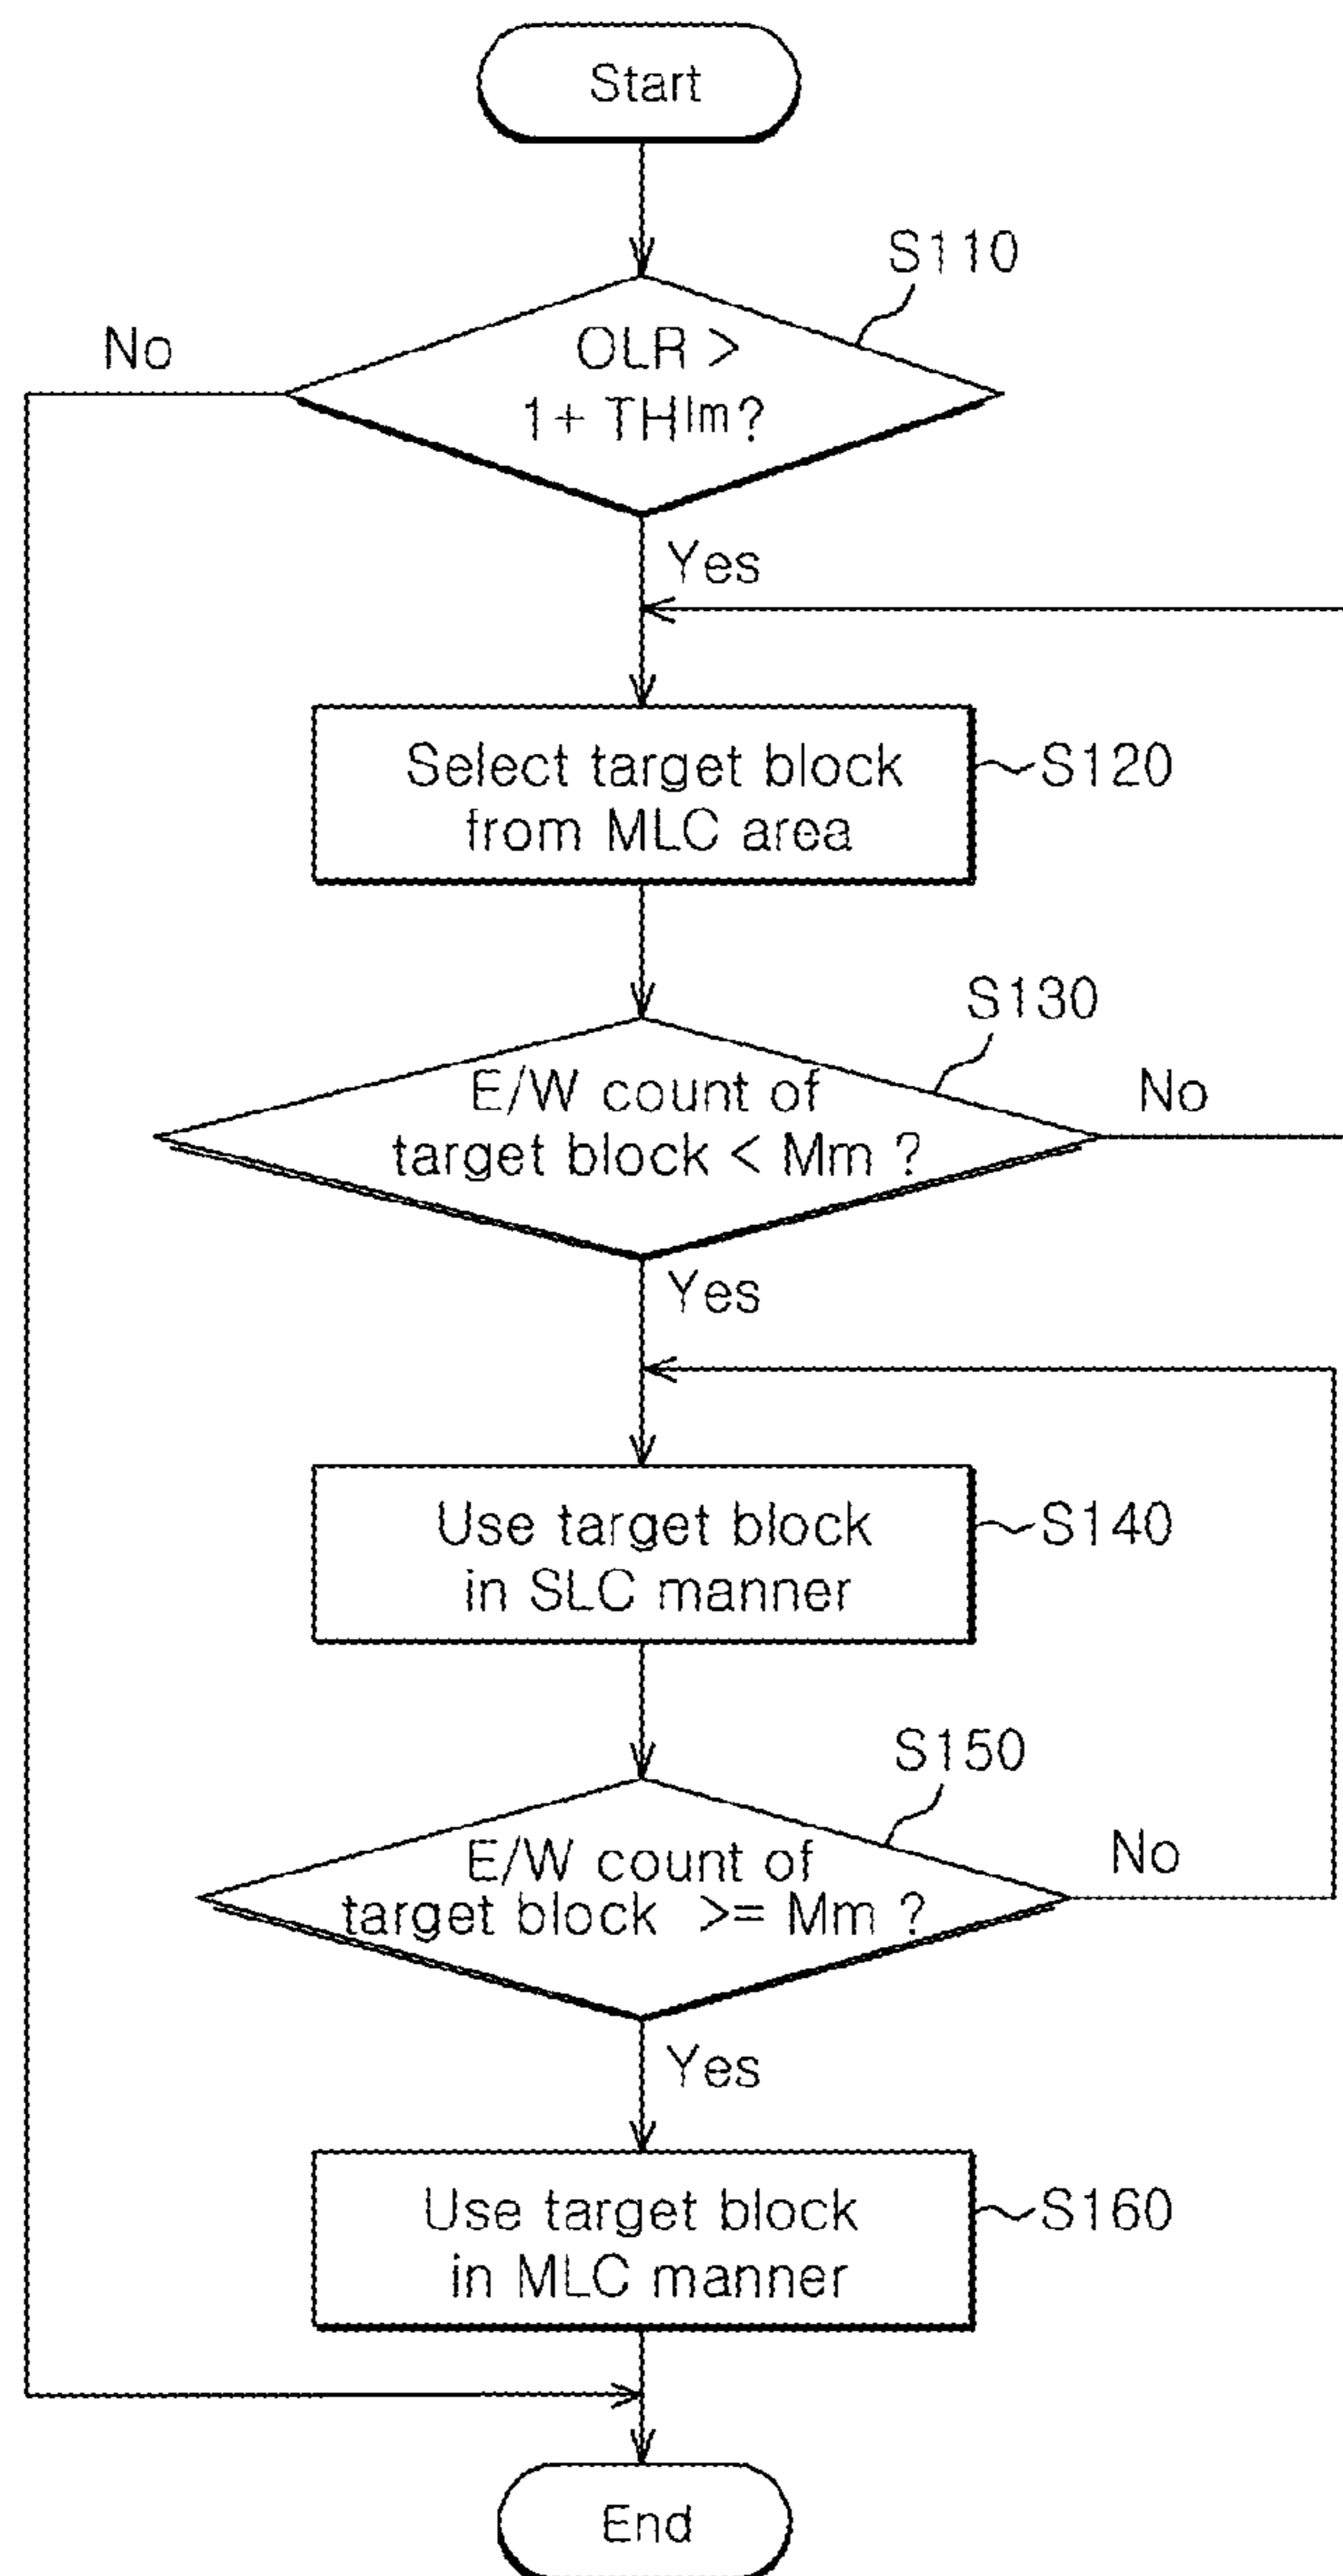 Start
S110
No
OLR >
1+ THlm?
Yes
Select target block
from MLC area
S120
S130
E/W count of
target block < Mm ?
No
Yes
Use target block
in SLC manner
S140
S150
E/W count of
target block >= Mm ?
No
Yes
Use target block
in MLC manner
S160
End